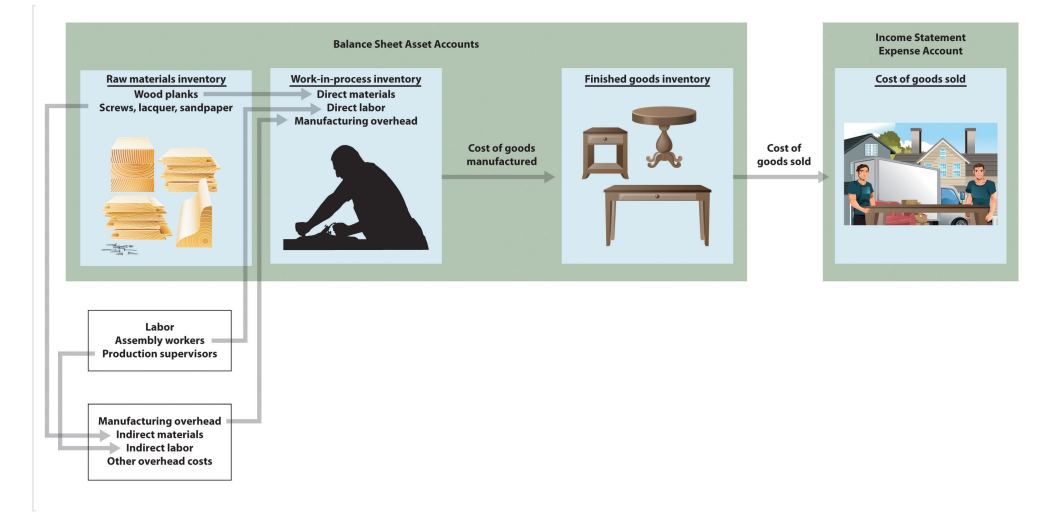 Balance Sheet Asset Accounts
Income Statement
Expense Account
Raw materials inventory
Wood planks
Screws, lacquer, sandpaper
Work-in-process inventory
Direct materials
Direct labor
Manufacturing overhead
Cost of goods
manufactured
Finished goods inventory
Cost of
goods sold
Cost of goods sold
Labor
Assembly workers
Production supervisors
Manufacturing overhead
Indirect materials
Indirect labor
Other overhead costs